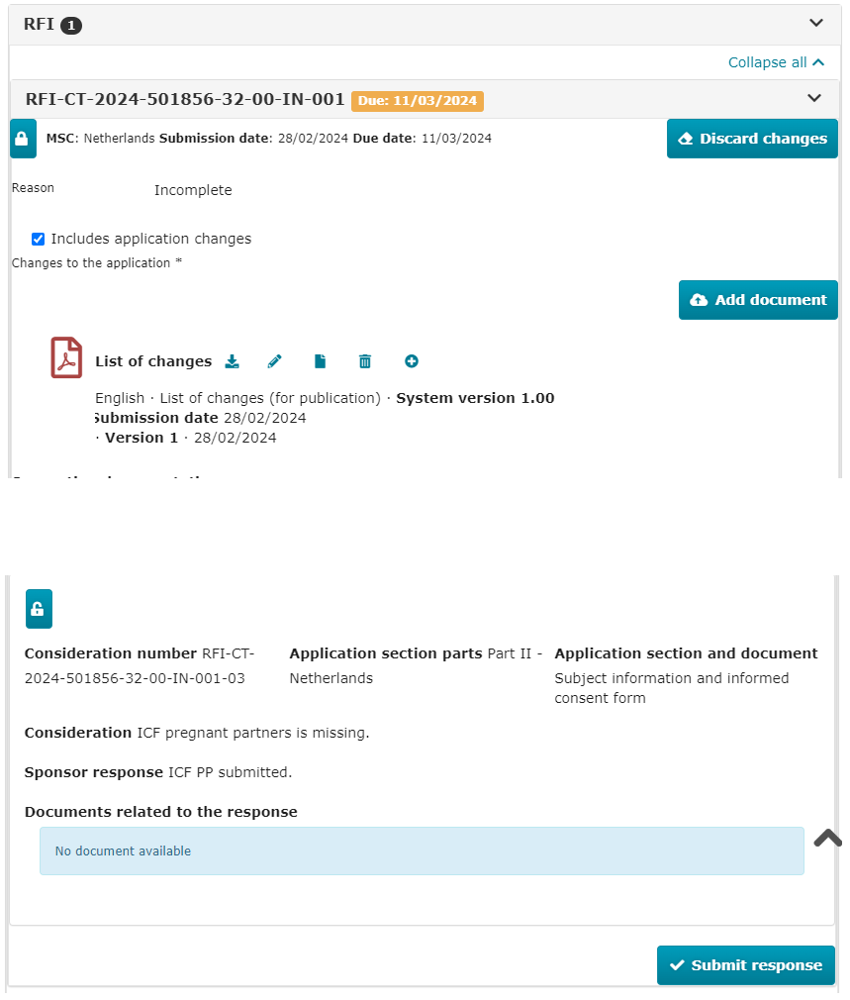 RFI 1
Collapse all
RFI-CT-2024-501856-32-00-IN-001 Due: 11/03/2024
MSC: Netherlands Submission date: 28/02/2024 Due date: 11/03/2024
Discard changes
Reason
Incomplete
Includes application changes
Changes to the application *
Add document
List of changes
English · List of changes (for publication) · System version 1.00
Submission date 28/02/2024
· Version 1 · 28/02/2024
Consideration number RFI-CT-
2024-501856-32-00-IN-001-03
Application section parts Part II -
Netherlands
Application section and document
Subject information and informed
consent form
Consideration ICF pregnant partners is missing.
Sponsor response ICF PP submitted.
Documents related to the response
No document available
Submit response